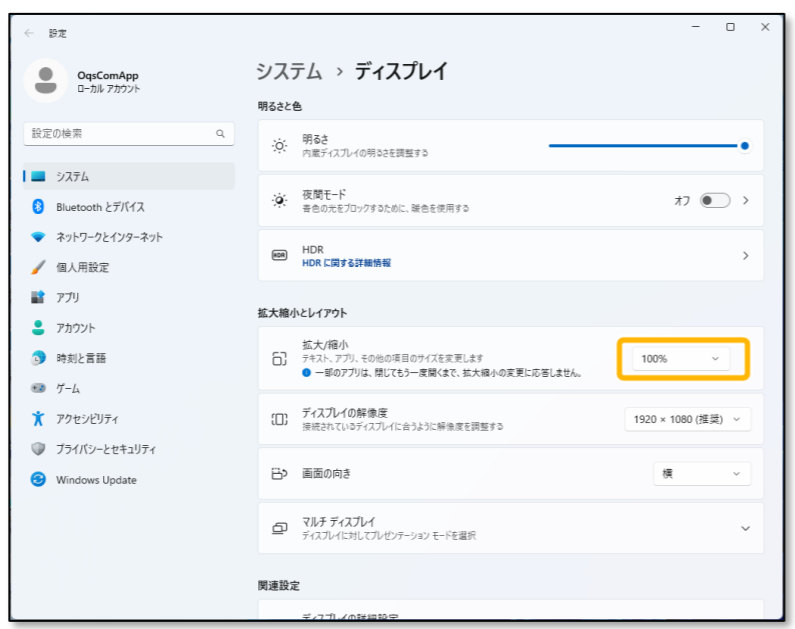 設定
OqsComApp
ローカル アカウント
設定の検索
システム
Bluetooth とデバイス
ネットワークとインターネット
個人用設定
アプリ
アカウント
時刻と言語
ゲーム
アクセシビリティ
プライバシーとセキュリティ
Windows Update
システム › ディスプレイ
明るさと色
明るさ
内蔵ディスプレイの明るさを調整する
夜間モード
青色の光をブロックするために、暖色を使用する
オフ
HDR
HDR
HDR に関する詳細情報
拡大縮小とレイアウト
拡大/縮小
テキスト、アプリ、その他の項目のサイズを変更します
一部のアプリは、閉じてもう一度開くまで、拡大縮小の変更に応答しません。
100%
ディスプレイの解像度
接続されているディスプレイに合うように解像度を調整する
1920 × 1080 (推奨)
画面の向き
横
マルチ ディスプレイ
ディスプレイに対してプレゼンテーション モードを選択
関連設定
ディスプレイの詳細設定